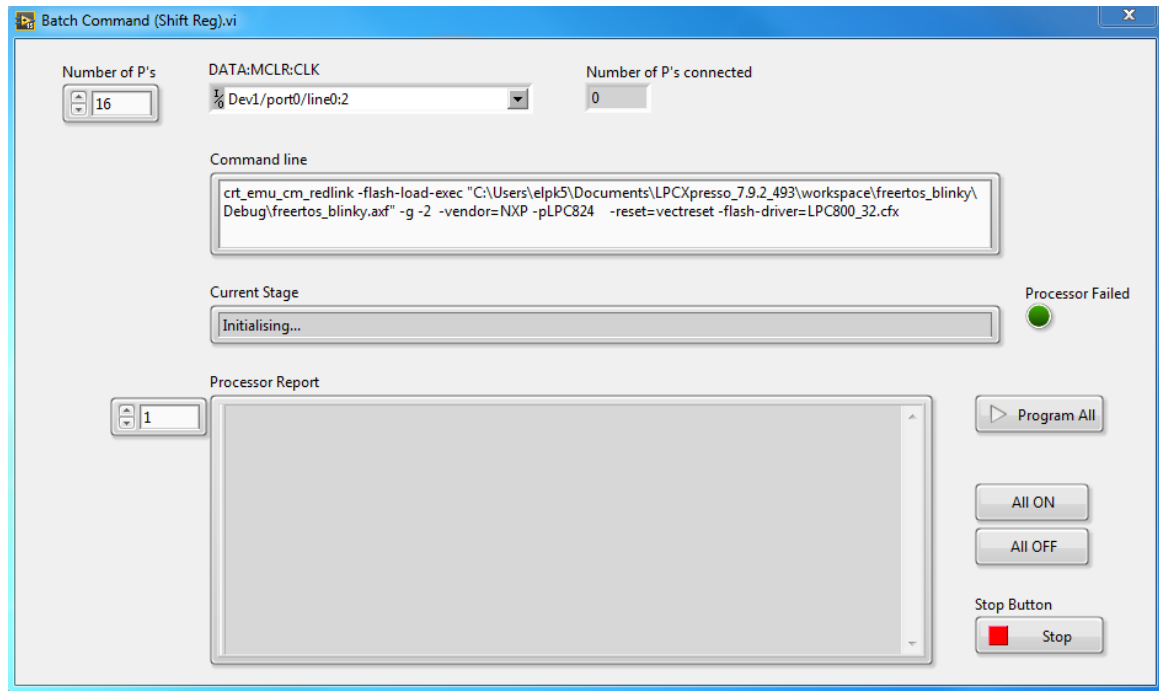 Batch Command (Shift Reg).vi
x
Number of P's
DATA:MCLR:CLK
Number of P's connected
16
I/O Dev1/port0/line0:2
0
Command line
crt_emu_cm_redlink -flash-load-exec "C:\Users\elpk5\Documents\LPCXpresso_7.9.2_493\workspace\freertos_blinky\
Debug\freertos_blinky.axf" -g -2  -vendor=NXP -pLPC824    -reset=vectreset -flash-driver=LPC800_32.cfx
Current Stage
Processor Failed
Initialising...
Processor Report
1
Program All
All ON
All OFF
Stop Button
Stop